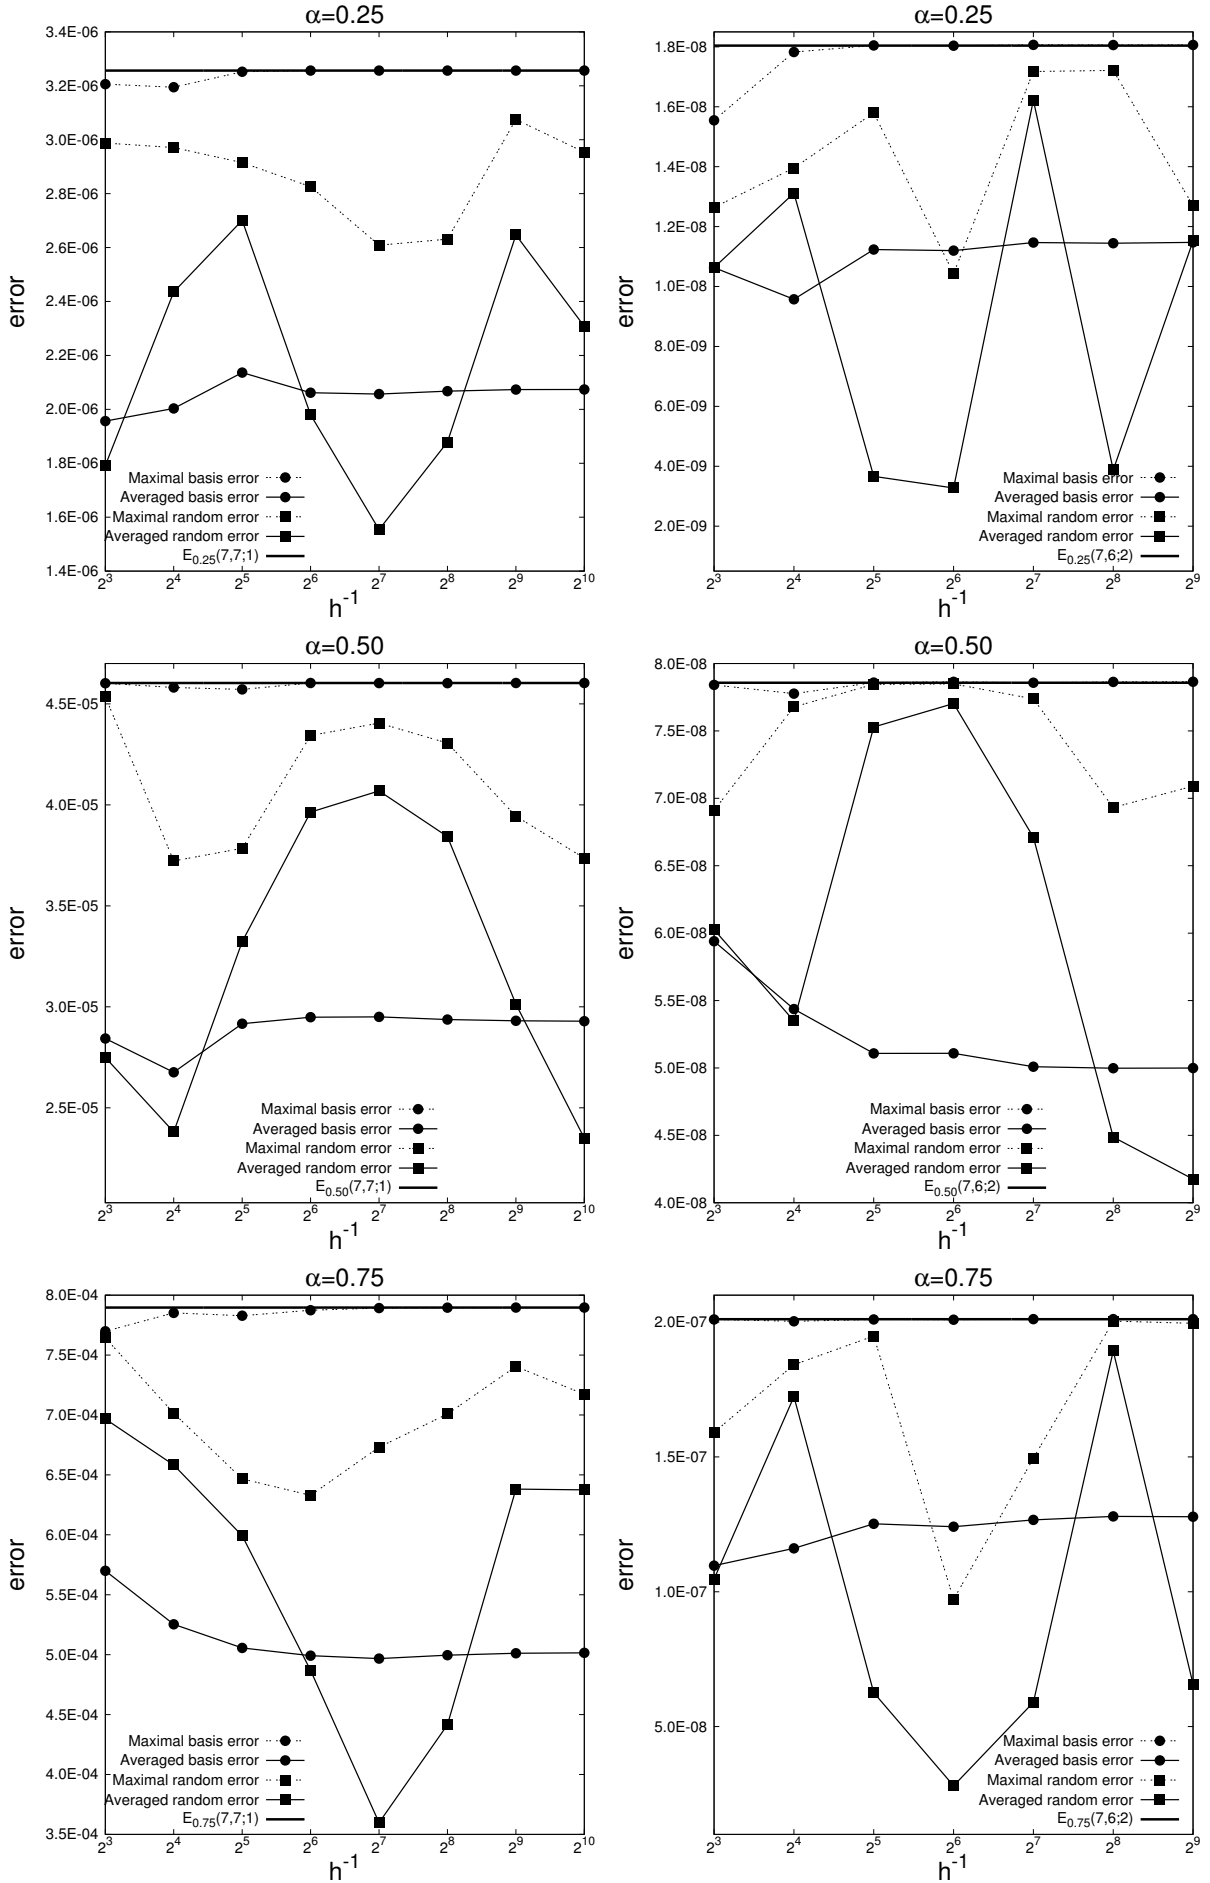 α=0.25
3.4E-06
3.2E-06
3.0E-06
2.8E-06
2.6E-06
2.4E-06
2.2E-06
2.0E-06
1.8E-06
1.6E-06
1.4E-06
error
Maximal basis error
Averaged basis error
Maximal random error
Averaged random error
E_0.25(7,7;1)
2^3 2^4 2^5 2^6 2^7 2^8 2^9 2^10
h^-1
α=0.25
1.8E-08
1.6E-08
1.4E-08
1.2E-08
1.0E-08
8.0E-09
6.0E-09
4.0E-09
2.0E-09
error
Maximal basis error
Averaged basis error
Maximal random error
Averaged random error
E_0.25(7,6;2)
2^3 2^4 2^5 2^6 2^7 2^8 2^9
h^-1
α=0.50
4.5E-05
4.0E-05
3.5E-05
3.0E-05
2.5E-05
error
Maximal basis error
Averaged basis error
Maximal random error
Averaged random error
E_0.50(7,7;1)
2^3 2^4 2^5 2^6 2^7 2^8 2^9 2^10
h^-1
α=0.50
8.0E-08
7.5E-08
7.0E-08
6.5E-08
6.0E-08
5.5E-08
5.0E-08
4.5E-08
4.0E-08
error
Maximal basis error
Averaged basis error
Maximal random error
Averaged random error
E_0.50(7,6;2)
2^3 2^4 2^5 2^6 2^7 2^8 2^9
h^-1
α=0.75
8.0E-04
7.5E-04
7.0E-04
6.5E-04
6.0E-04
5.5E-04
5.0E-04
4.5E-04
4.0E-04
3.5E-04
error
Maximal basis error
Averaged basis error
Maximal random error
Averaged random error
E_0.75(7,7;1)
2^3 2^4 2^5 2^6 2^7 2^8 2^9 2^10
h^-1
α=0.75
2.0E-07
1.5E-07
1.0E-07
5.0E-08
error
Maximal basis error
Averaged basis error
Maximal random error
Averaged random error
E_0.75(7,6;2)
2^3 2^4 2^5 2^6 2^7 2^8 2^9
h^-1